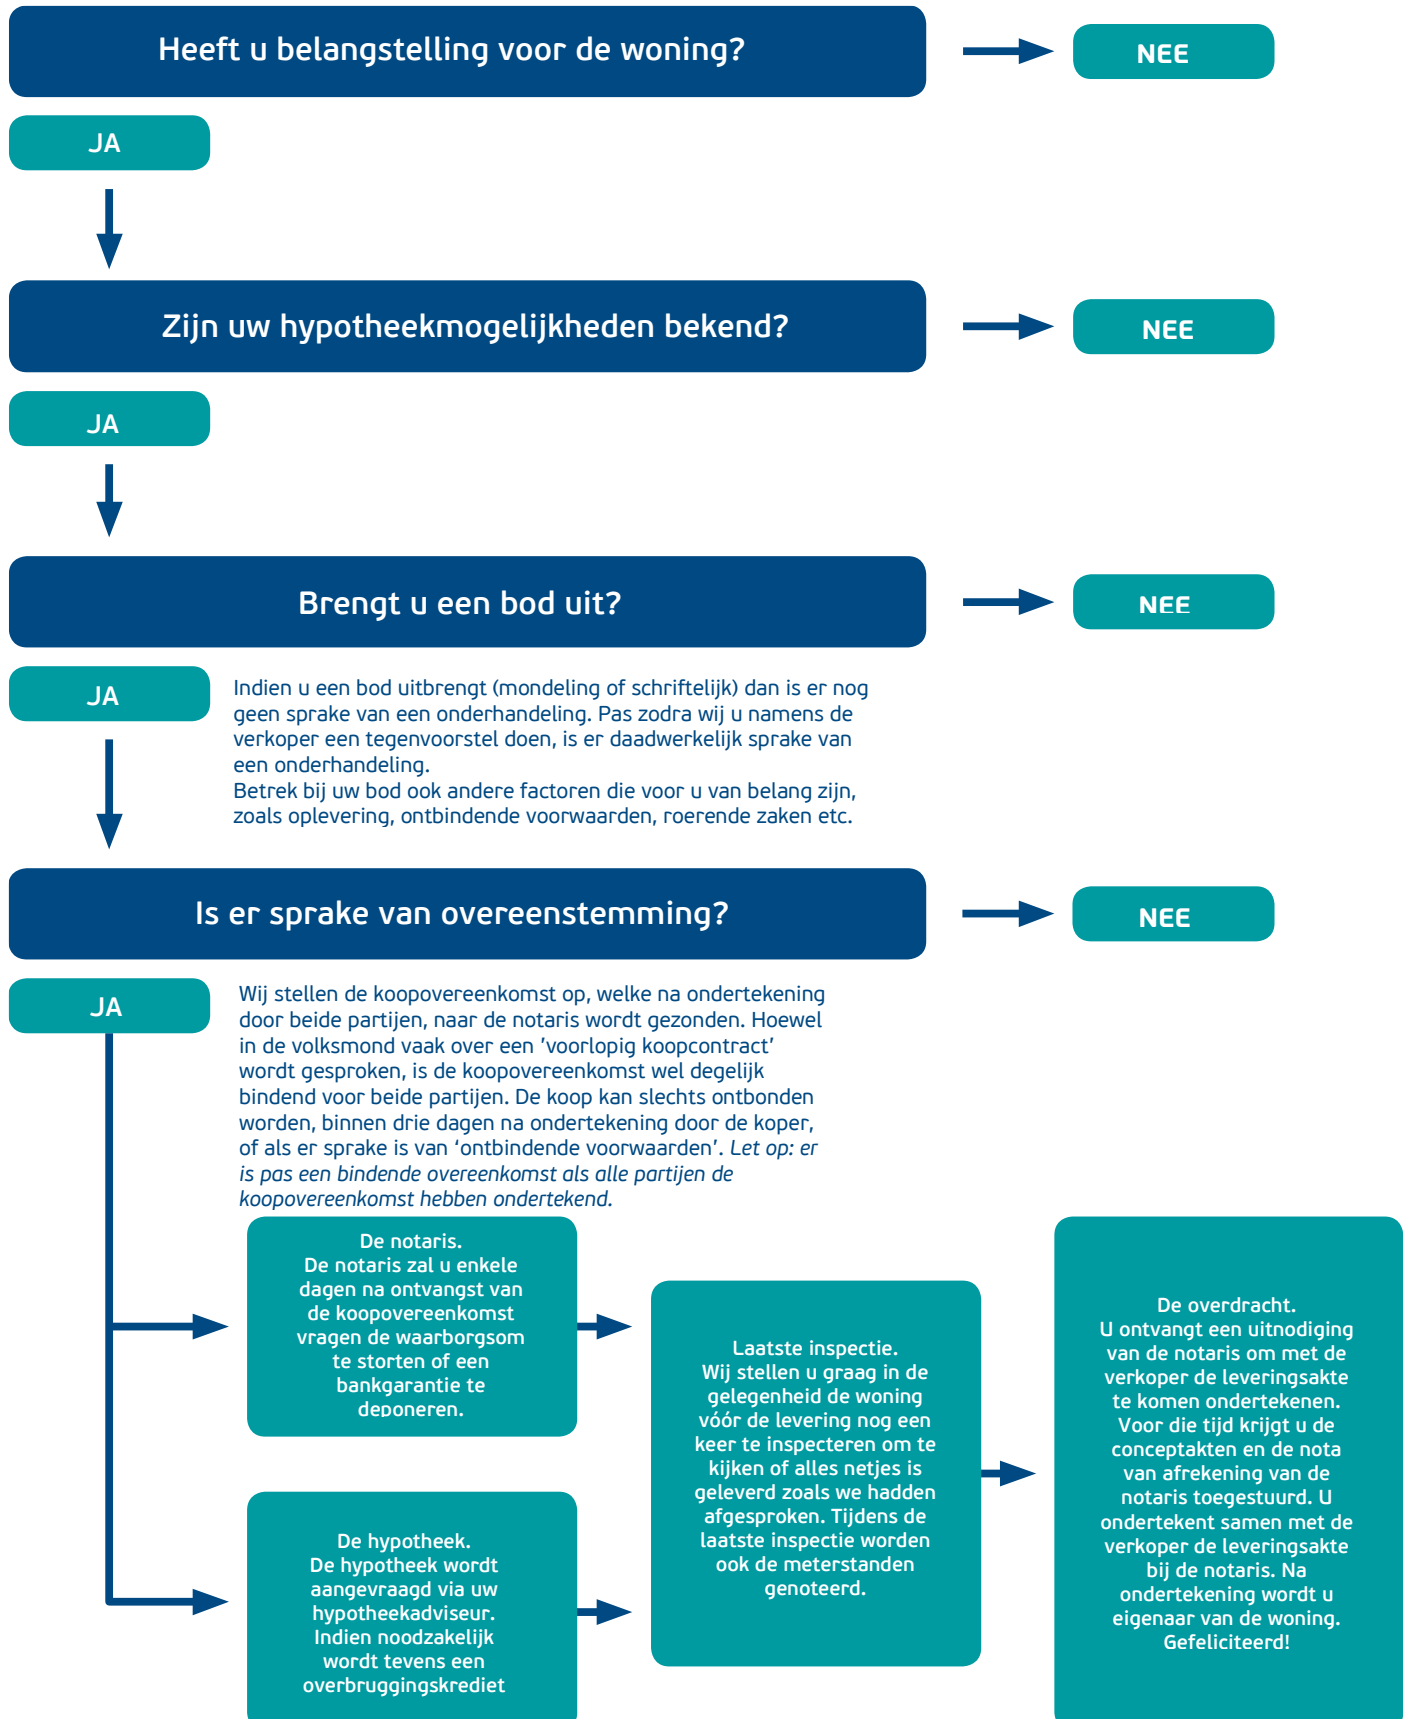 Heeft u belangstelling voor de woning?
NEE
JA
Zijn uw hypotheekmogelijkheden bekend?
NEE
JA
Brengt u een bod uit?
NEE
JA
Indien u een bod uitbrengt (mondeling of schriftelijk) dan is er nog
geen sprake van een onderhandeling. Pas zodra wij u namens de
verkoper een tegenvoorstel doen, is er daadwerkelijk sprake van
een onderhandeling.
Betrek bij uw bod ook andere factoren die voor u van belang zijn,
zoals oplevering, ontbindende voorwaarden, roerende zaken etc.
Is er sprake van overeenstemming?
NEE
JA
Wij stellen de koopovereenkomst op, welke na ondertekening
door beide partijen, naar de notaris wordt gezonden. Hoewel
in de volksmond vaak over een 'voorlopig koopcontract'
wordt gesproken, is de koopovereenkomst wel degelijk
bindend voor beide partijen. De koop kan slechts ontbonden
worden, binnen drie dagen na ondertekening door de koper,
of als er sprake is van ‘ontbindende voorwaarden’. Let op: er
is pas een bindende overeenkomst als alle partijen de
koopovereenkomst hebben ondertekend.
De notaris.
De notaris zal u enkele
dagen na ontvangst van
de koopovereenkomst
vragen de waarborgsom
te storten of een
bankgarantie te
deponeren.
De hypotheek.
De hypotheek wordt
aangevraagd via uw
hypotheekadviseur.
Indien noodzakelijk
wordt tevens een
overbruggingskrediet
Laatste inspectie.
Wij stellen u graag in de
gelegenheid de woning
vóór de levering nog een
keer te inspecteren om te
kijken of alles netjes is
geleverd zoals we hadden
afgesproken. Tijdens de
laatste inspectie worden
ook de meterstanden
genoteerd.
De overdracht.
U ontvangt een uitnodiging
van de notaris om met de
verkoper de leveringsakte
te komen ondertekenen.
Voor die tijd krijgt u de
conceptakten en de nota
van afrekening van de
notaris toegestuurd. U
ondertekent samen met de
verkoper de leveringsakte
bij de notaris. Na
ondertekening wordt u
eigenaar van de woning.
Gefeliciteerd!